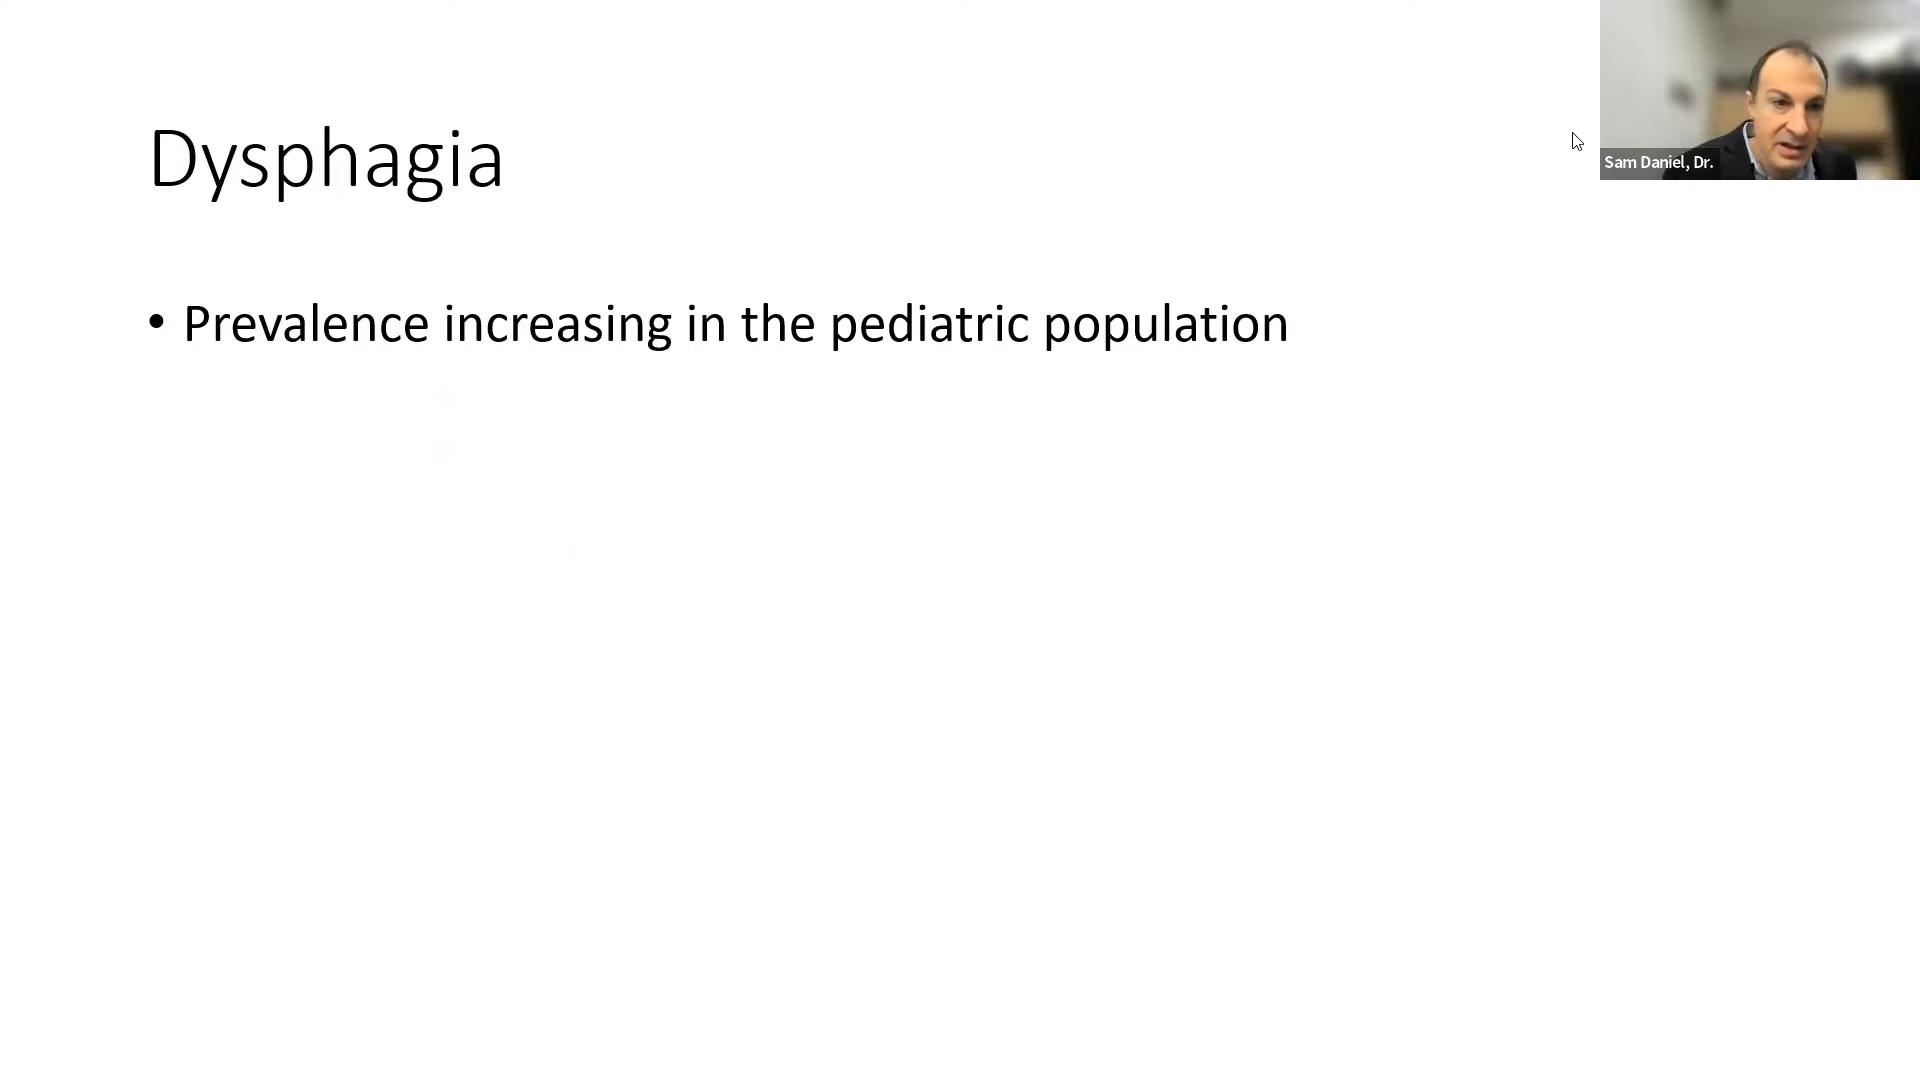 Dysphagia
• Prevalence increasing in the pediatric population
Sam Daniel, Dr.